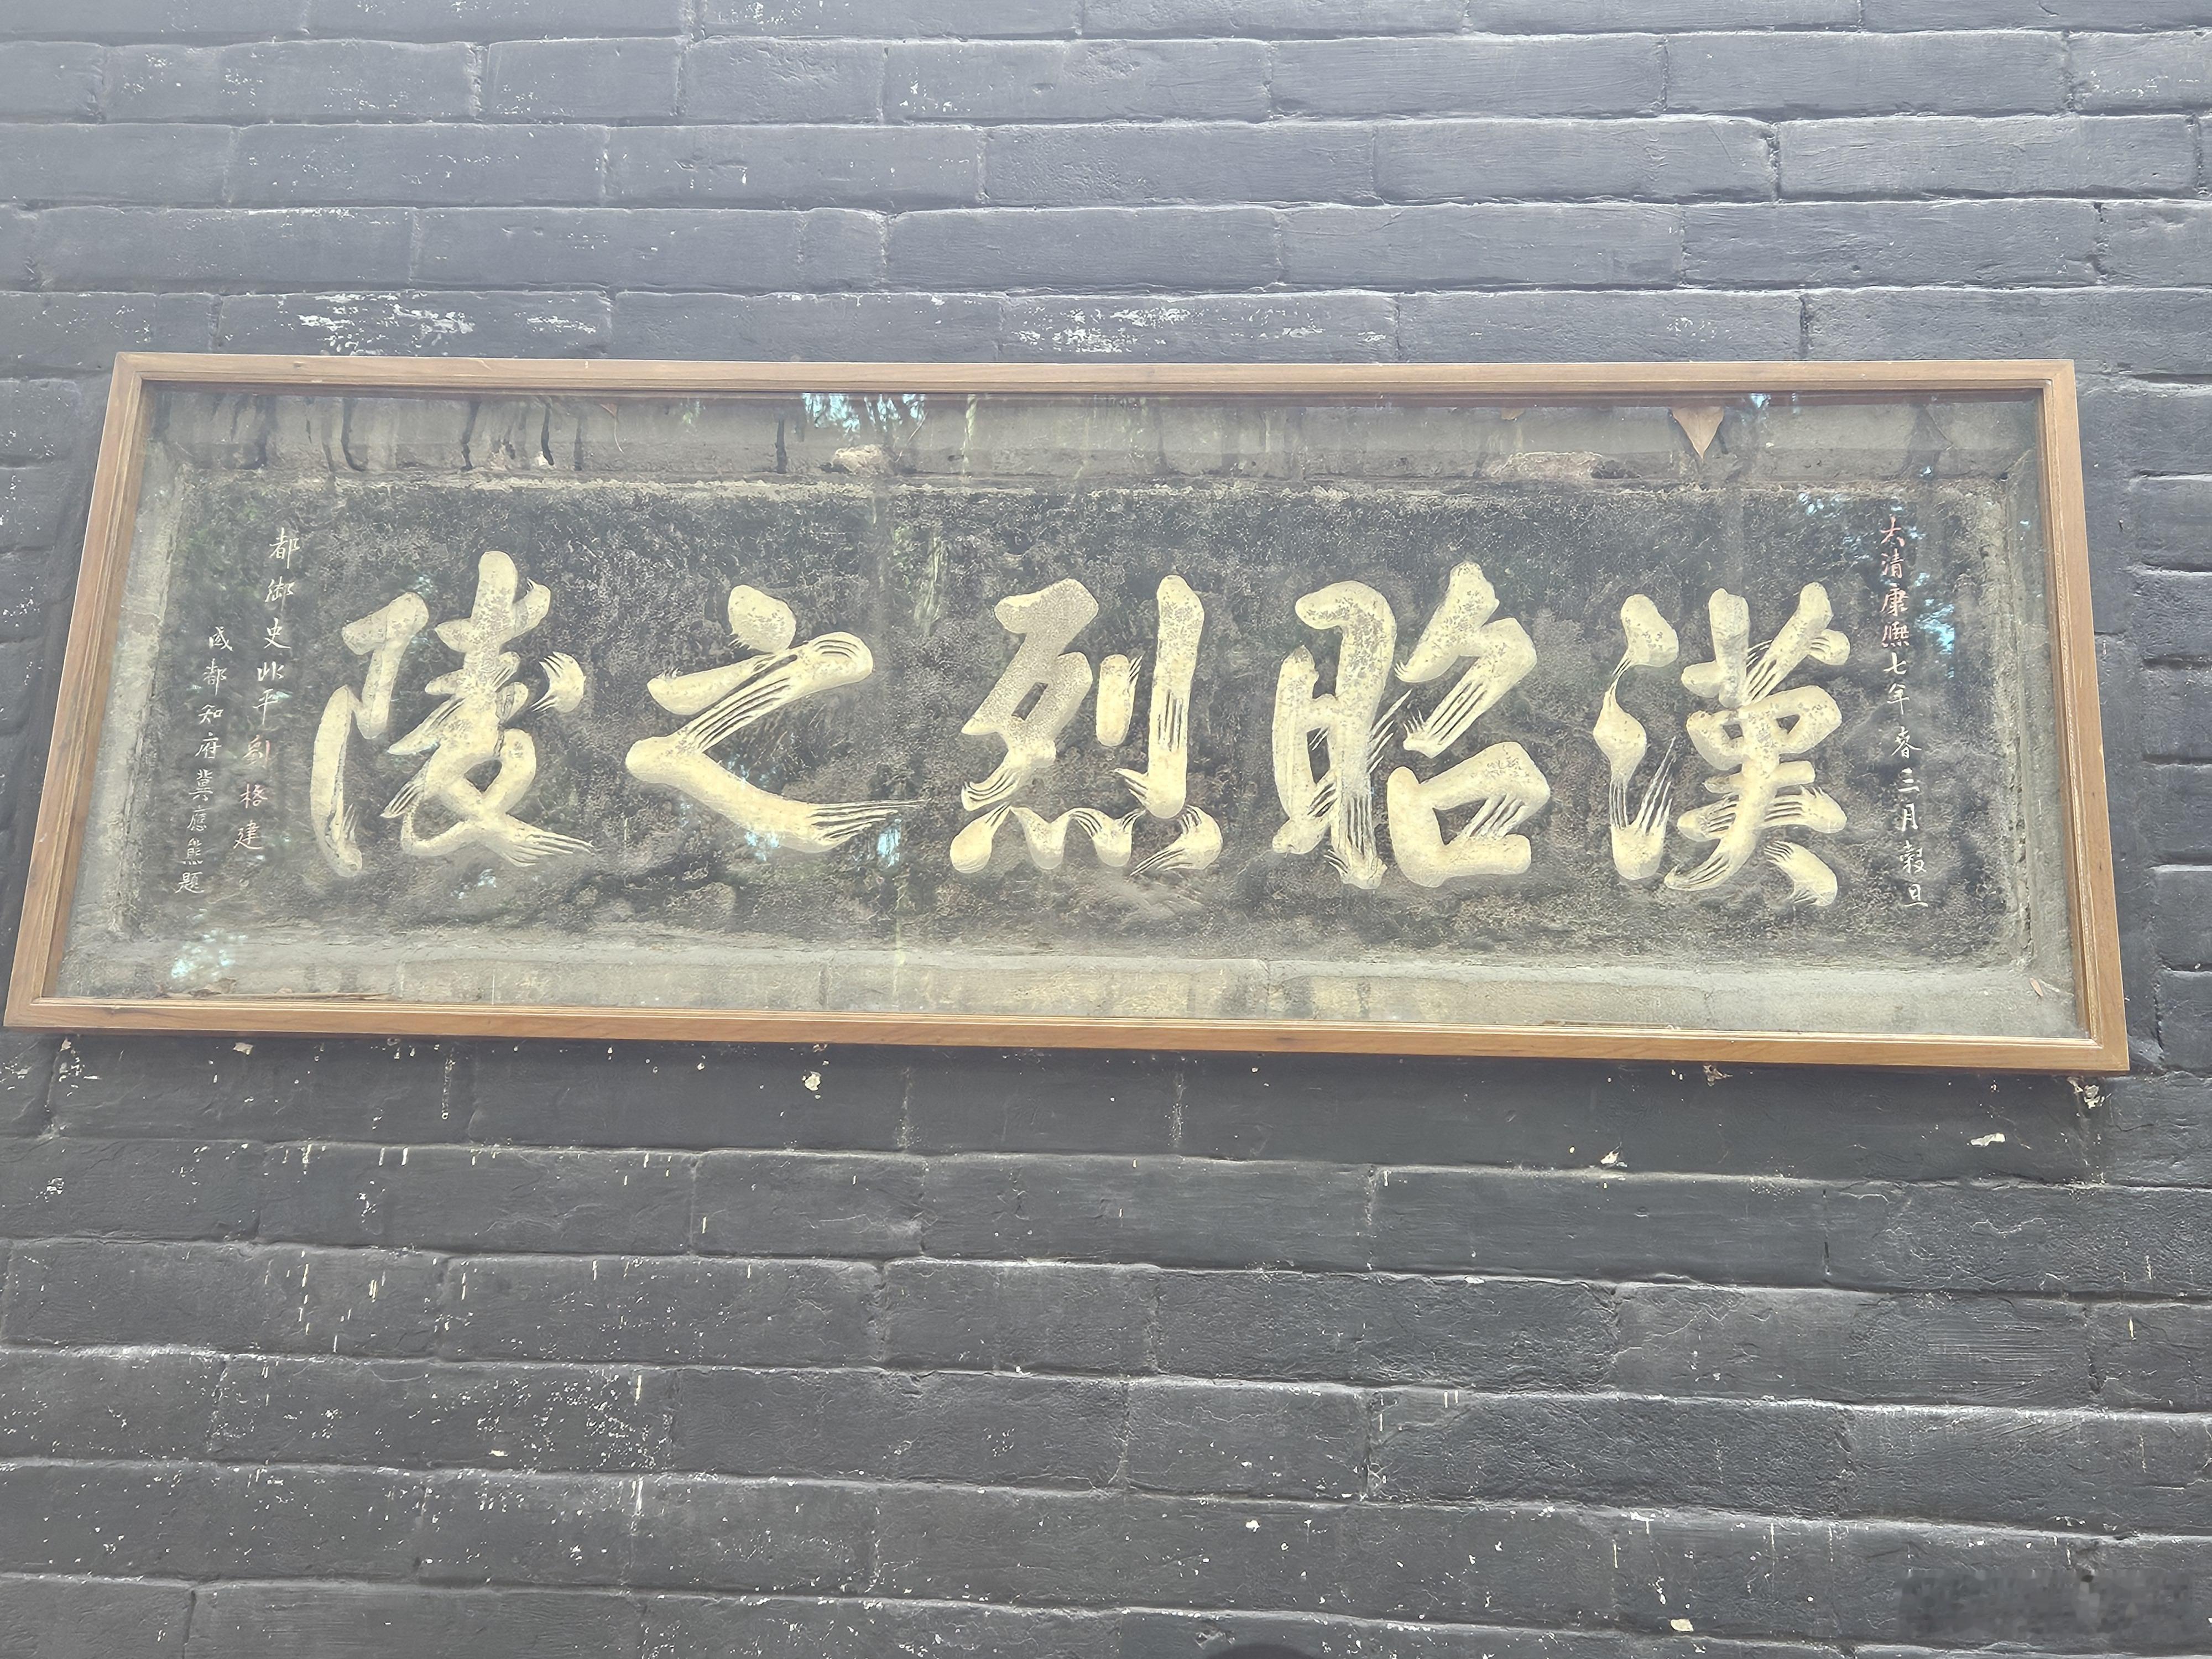 大清康熙七年春三月穀旦
漢昭烈之陵
都御史北平劉格建
成都知府冀應熊題